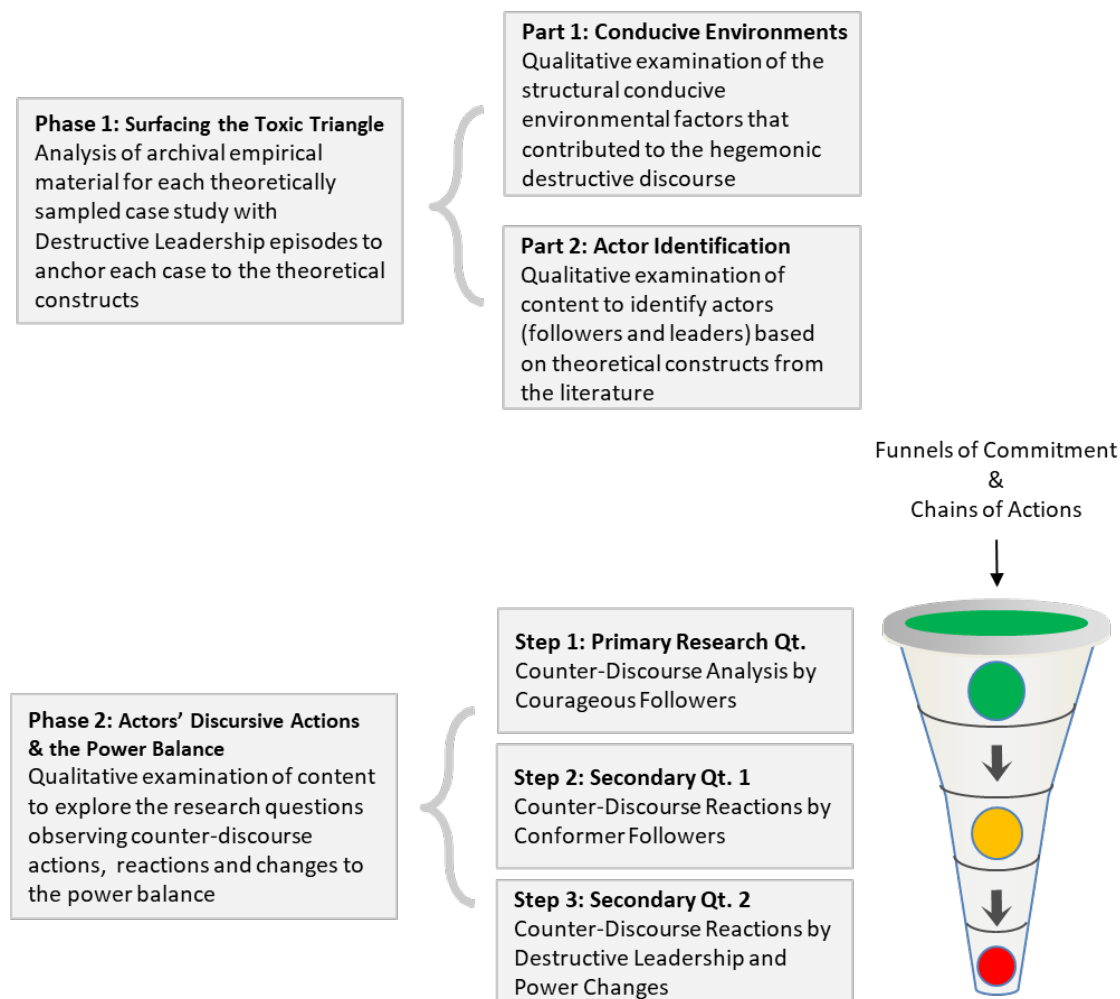 Phase 1: Surfacing the Toxic Triangle
Analysis of archival empirical
material for each theoretically
sampled case study with
Destructive Leadership episodes to
anchor each case to the theoretical
constructs
Part 1: Conducive Environments
Qualitative examination of the
structural conducive
environmental factors that
contributed to the hegemonic
destructive discourse
Part 2: Actor Identification
Qualitative examination of
content to identify actors
(followers and leaders) based
on theoretical constructs from
the literature
Funnels of Commitment
&
Chains of Actions
Phase 2: Actors’ Discursive Actions
& the Power Balance
Qualitative examination of content
to explore the research questions
observing counter-discourse
actions, reactions and changes to
the power balance
Step 1: Primary Research Qt.
Counter-Discourse Analysis by
Courageous Followers
Step 2: Secondary Qt. 1
Counter-Discourse Reactions by
Conformer Followers
Step 3: Secondary Qt. 2
Counter-Discourse Reactions by
Destructive Leadership and
Power Changes